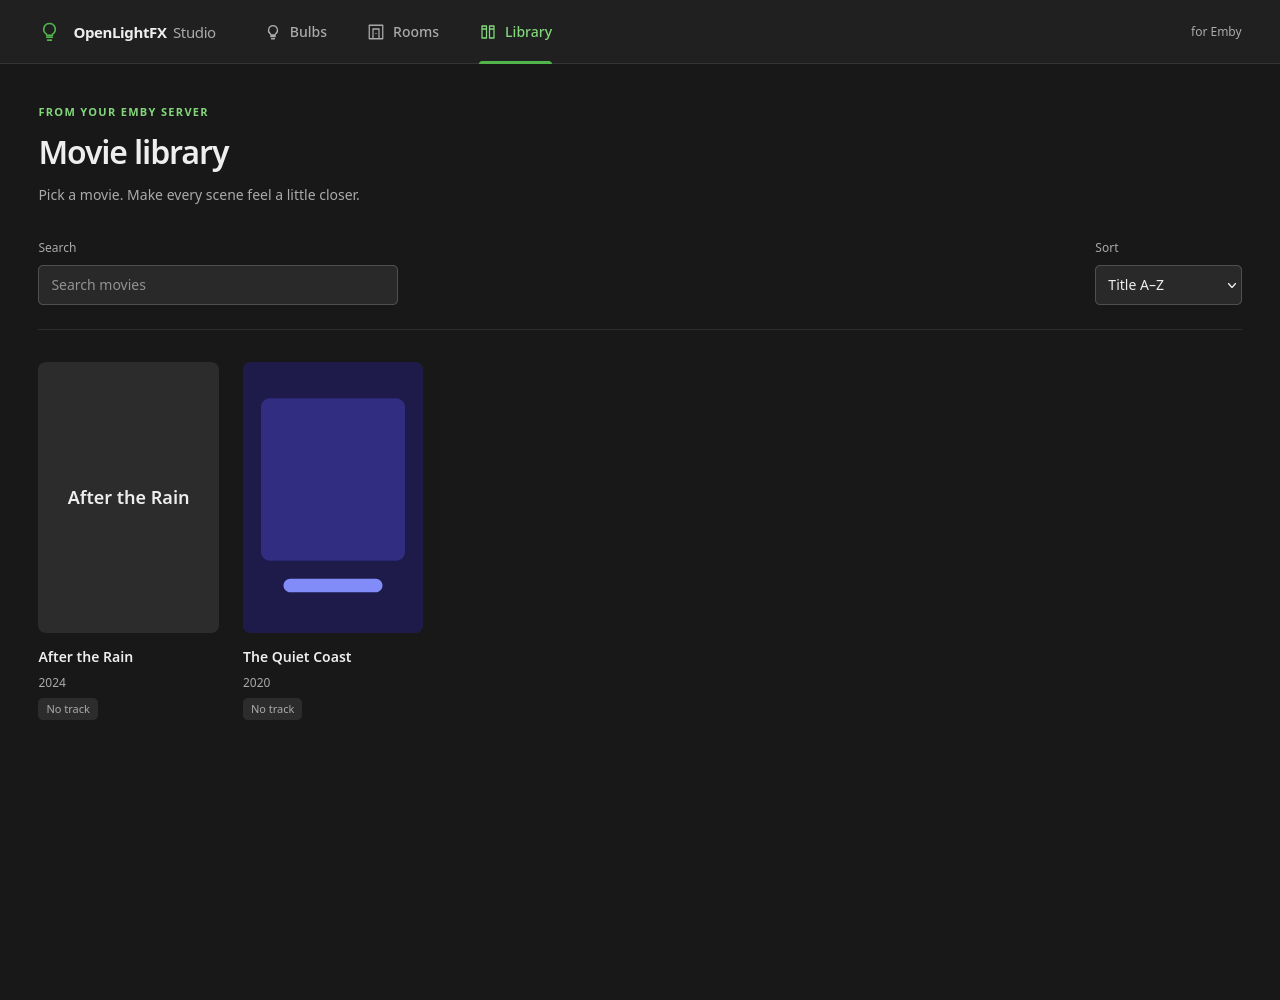 OpenLightFX Studio
Bulbs
Rooms
Library
for Emby
FROM YOUR EMBY SERVER
Movie library
Pick a movie. Make every scene feel a little closer.
Search
Search movies
Sort
Title A–Z
After the Rain
After the Rain
2024
No track
The Quiet Coast
2020
No track